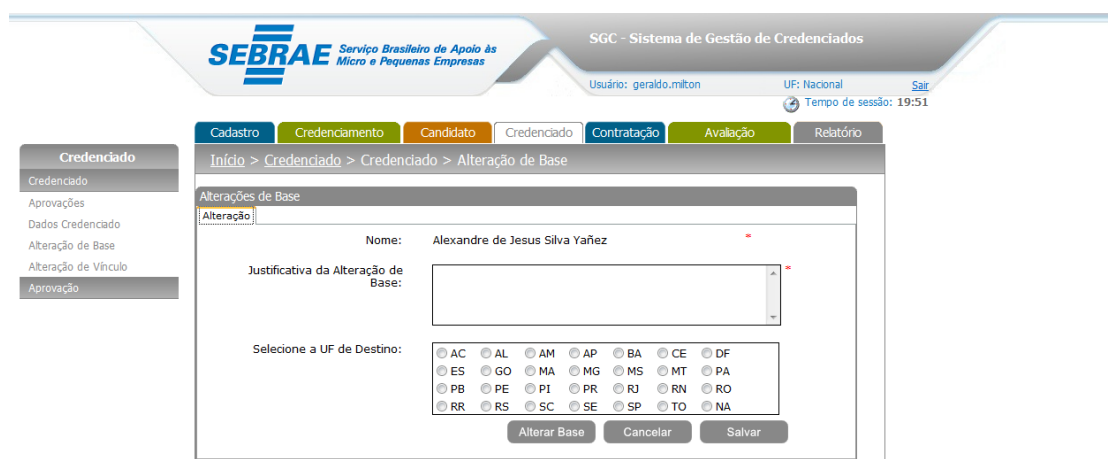 SEBRAE Serviço Brasileiro de Apoio às
Micro e Pequenas Empresas
SGC - Sistema de Gestão de Credenciados
Usuário: geraldo.milton UF: Nacional Sair
Tempo de sessão: 19:51
Cadastro Credenciamento Candidato Credenciado Contratação Avaliação Relatório
Início > Credenciado > Credenciado > Alteração de Base
Credenciado
Credenciado
Aprovações
Dados Credenciado
Alteração de Base
Alteração de Vínculo
Aprovação
Alterações de Base
Alteração
Nome: Alexandre de Jesus Silva Yañez *
Justificativa da Alteração de *
Base:
Selecione a UF de Destino:
AC AL AM AP BA CE DF
ES GO MA MG MS MT PA
PB PE PI PR RJ RN RO
RR RS SC SE SP TO NA
Alterar Base Cancelar Salvar